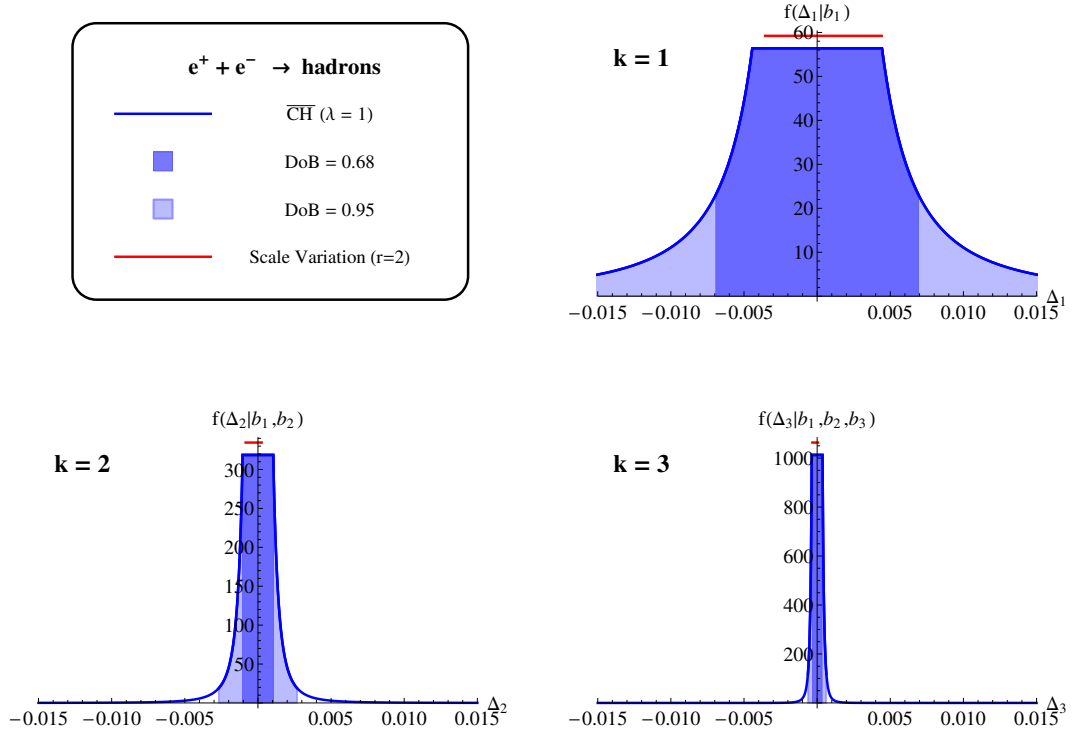 e⁺ + e⁻ → hadrons
C̅H̅ (λ = 1)
DoB = 0.68
DoB = 0.95
Scale Variation (r=2)
f(Δ₁|b₁)
k = 1
60
50
40
30
20
10
−0.015 −0.010 −0.005 0.005 0.010 0.015 Δ₁
f(Δ₂|b₁,b₂)
k = 2
300
250
200
150
100
50
−0.015 −0.010 −0.005 0.005 0.010 0.015 Δ₂
f(Δ₃|b₁,b₂,b₃)
k = 3
1000
800
600
400
200
−0.015 −0.010 −0.005 0.005 0.010 0.015 Δ₃